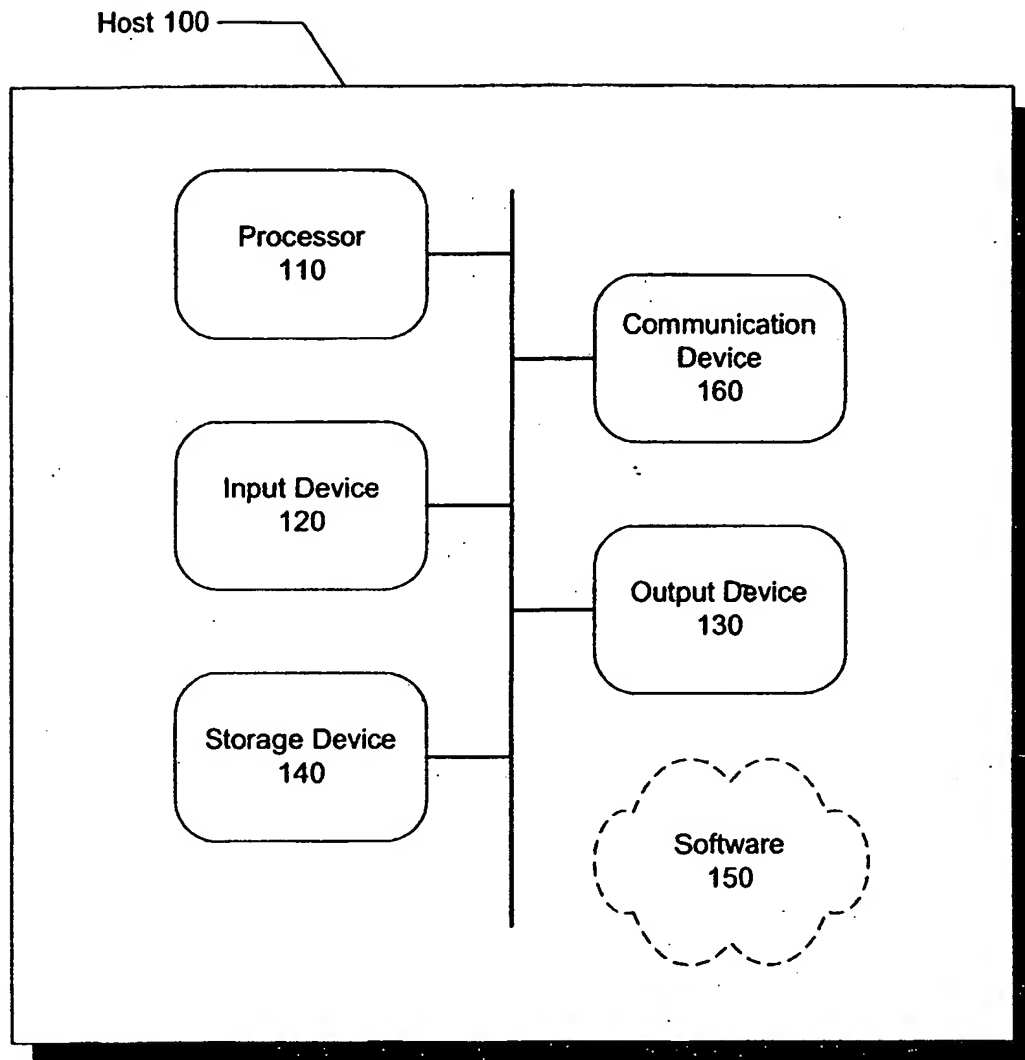 Host 100
Processor
110
Communication
Device
160
Input Device
120
Output Device
130
Storage Device
140
Software
150